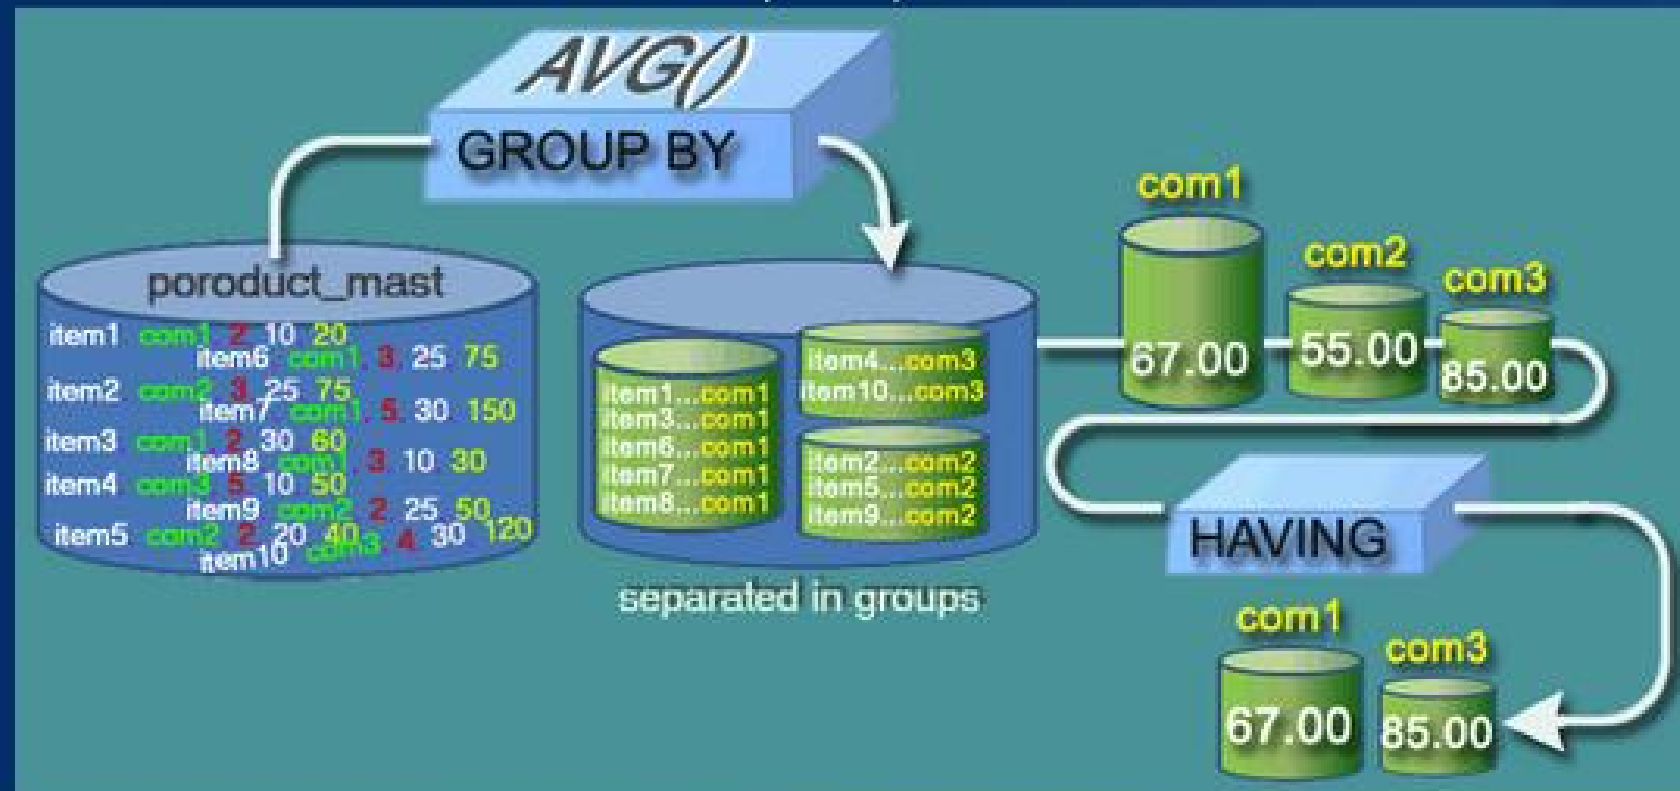 AVG()
GROUP BY
poroduct_mast
item1 com1 2 10 20
item6 com1, 3, 25 75
item2 com2 3 25 75
item7 com1, 5, 30 150
item3 com1 2 30 60
item8 com1, 3 10 30
item4 com3 5 10 50
item9 com2 2 25 50
item5 com2 2 20 40
item10 com3 4 30 120
item1...com1
item3...com1
item6...com1
item7...com1
item8...com1
item4...com3
item10...com3
item2...com2
item5...com2
item9...com2
separated in groups
com1
67.00
com2
55.00
com3
85.00
HAVING
com1
67.00
com3
85.00